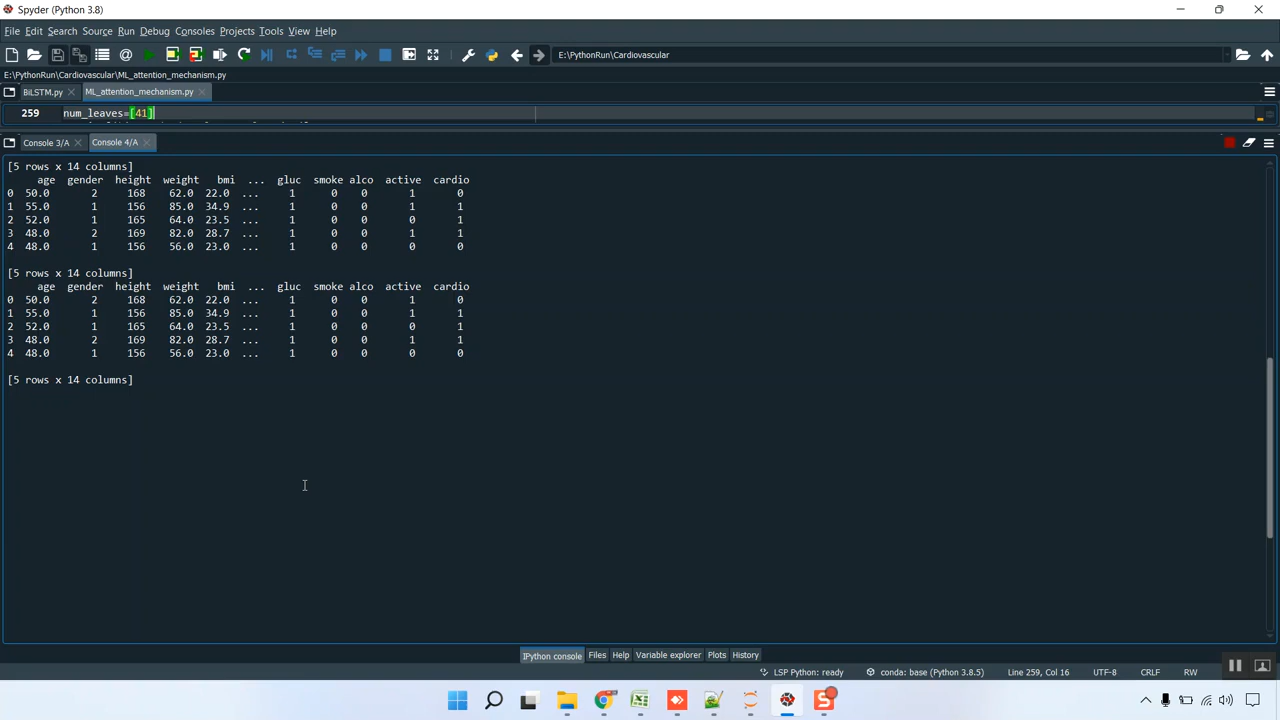 Spyder (Python 3.8)
File Edit Search Source Run Debug Consoles Projects Tools View Help
E:\PythonRun\Cardiovascular
E:\PythonRun\Cardiovascular\ML_attention_mechanism.py
BiLSTM.py ML_attention_mechanism.py
259 num_leaves=[41]
Console 3/A Console 4/A
[5 rows x 14 columns]
age gender height weight bmi ... gluc smoke alco active cardio
0 50.0 2 168 62.0 22.0 ... 1 0 0 1 0
1 55.0 1 156 85.0 34.9 ... 1 0 0 1 1
2 52.0 1 165 64.0 23.5 ... 1 0 0 0 1
3 48.0 2 169 82.0 28.7 ... 1 0 0 1 1
4 48.0 1 156 56.0 23.0 ... 1 0 0 0 0
[5 rows x 14 columns]
age gender height weight bmi ... gluc smoke alco active cardio
0 50.0 2 168 62.0 22.0 ... 1 0 0 1 0
1 55.0 1 156 85.0 34.9 ... 1 0 0 1 1
2 52.0 1 165 64.0 23.5 ... 1 0 0 0 1
3 48.0 2 169 82.0 28.7 ... 1 0 0 1 1
4 48.0 1 156 56.0 23.0 ... 1 0 0 0 0
[5 rows x 14 columns]
IPython console Files Help Variable explorer Plots History
LSP Python: ready conda: base (Python 3.8.5) Line 259, Col 16 UTF-8 CRLF RW